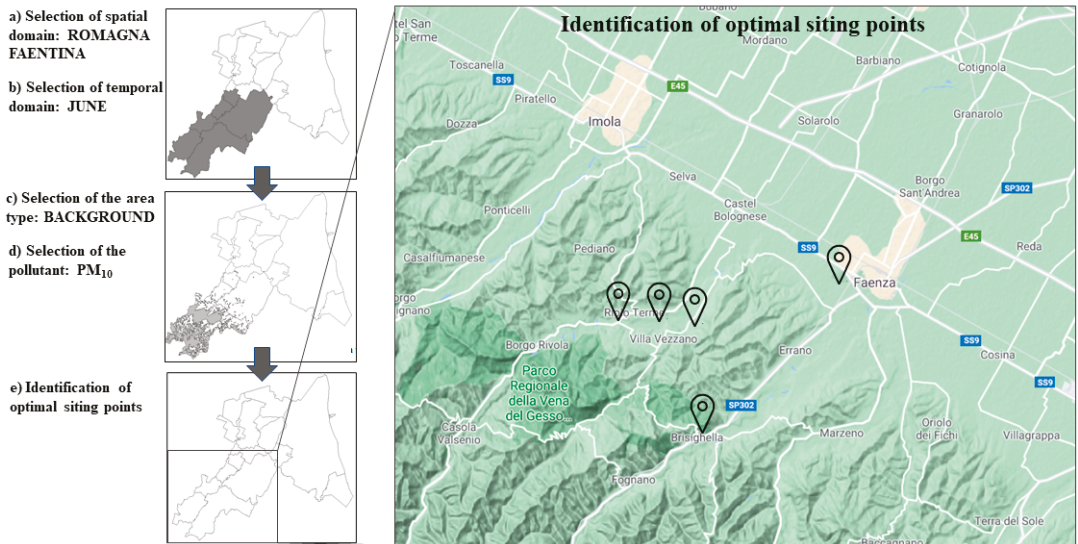 a) Selection of spatial
domain: ROMAGNA
FAENTINA
b) Selection of temporal
domain: JUNE
c) Selection of the area
type: BACKGROUND
d) Selection of the
pollutant: PM₁₀
e) Identification of
optimal siting points
Identification of optimal siting points
tel San
o Terme
Mordano
Toscanella
Barbiano
Cotignola
SS9
E45
Piratello
Granarolo
Dozza
Imola
Solarolo
Selva
Borgo
Sant'Andrea
SP302
Castel
Bolognese
Ponticelli
E45
Pediano
SS9
Reda
Casalfiumanese
Faenza
orgo
ignano
Villa Vezzano
SS9
Borgo Rivola
Errano
Cosina
Parco
Regionale
della Vena
del Gesso...
SS9
SP302
Casola
Valsenio
Brisighella
Marzeno
Oriolo
dei Fichi
Villagrappa
Fognano
Terra del Sole